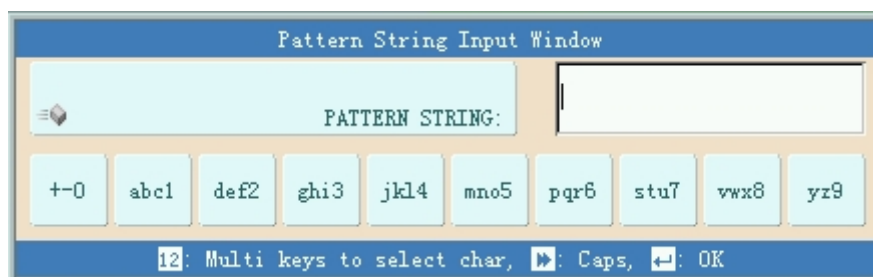 Pattern String Input Window
PATTERN STRING:
+-0 abc1 def2 ghi3 jkl4 mno5 pqr6 stu7 vwx8 yz9
12: Multi keys to select char, : Caps, : OK